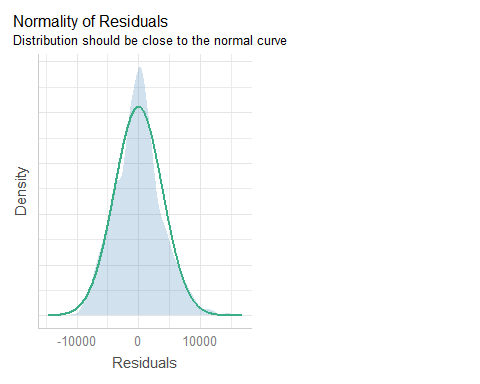 Normality of Residuals
Distribution should be close to the normal curve
Density
-10000 0 10000
Residuals